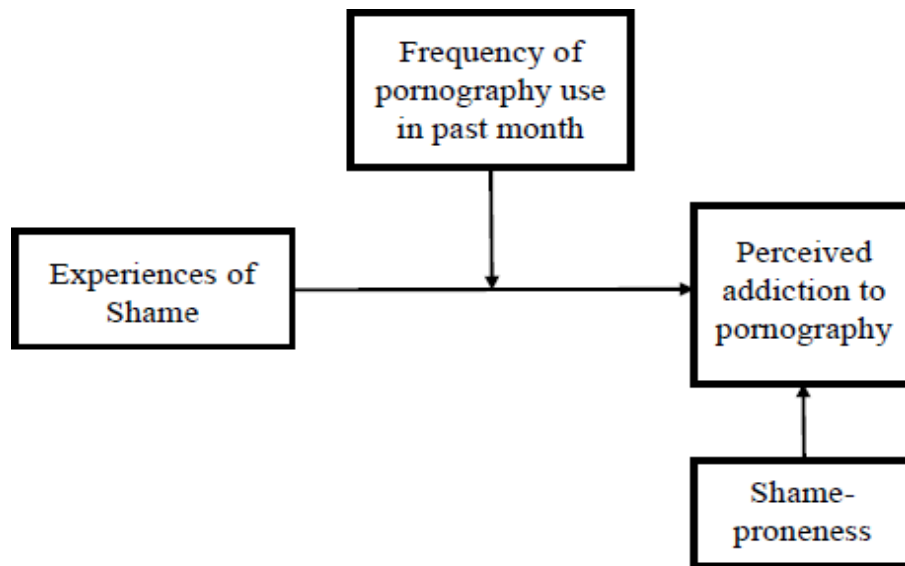 Frequency of
pornography use
in past month
Experiences of
Shame
Perceived
addiction to
pornography
Shame-
proneness